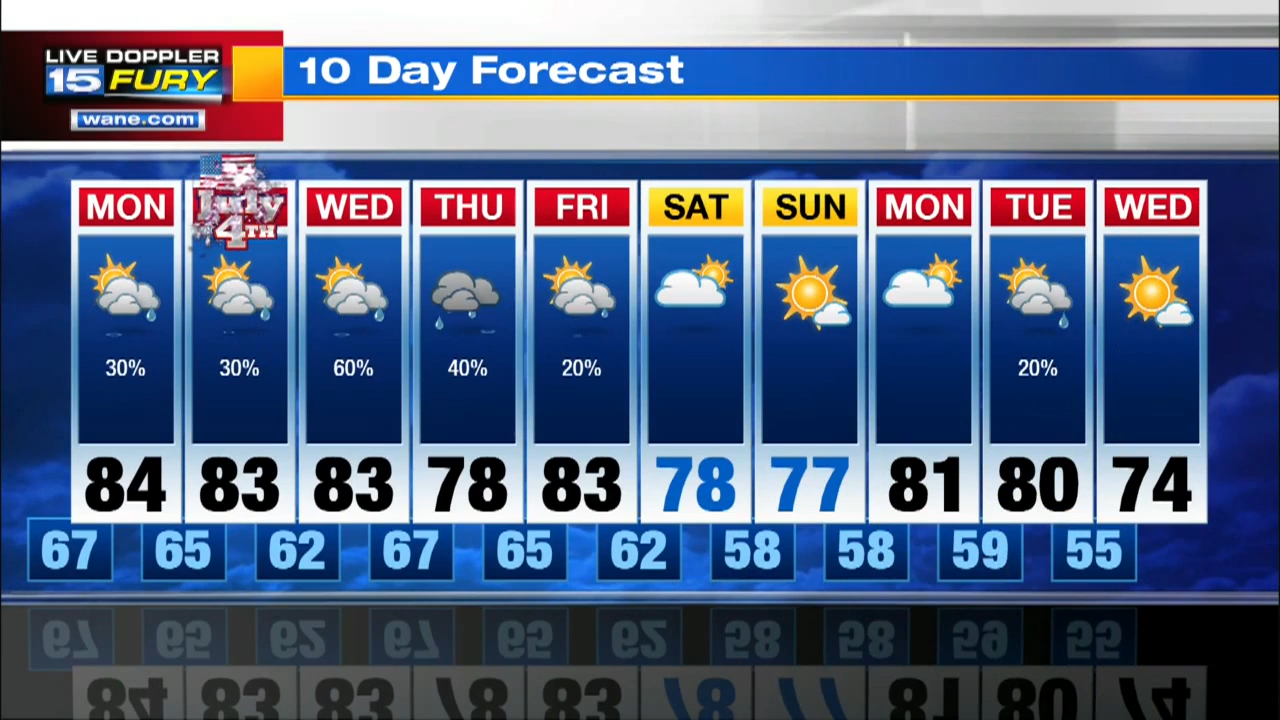 LIVE DOPPLER
15 FURY
wane.com
10 Day Forecast
MON July 4TH WED THU FRI SAT SUN MON TUE WED
30% 30% 60% 40% 20% 20%
84 83 83 78 83 78 77 81 80 74
67 65 62 67 65 62 58 58 59 55